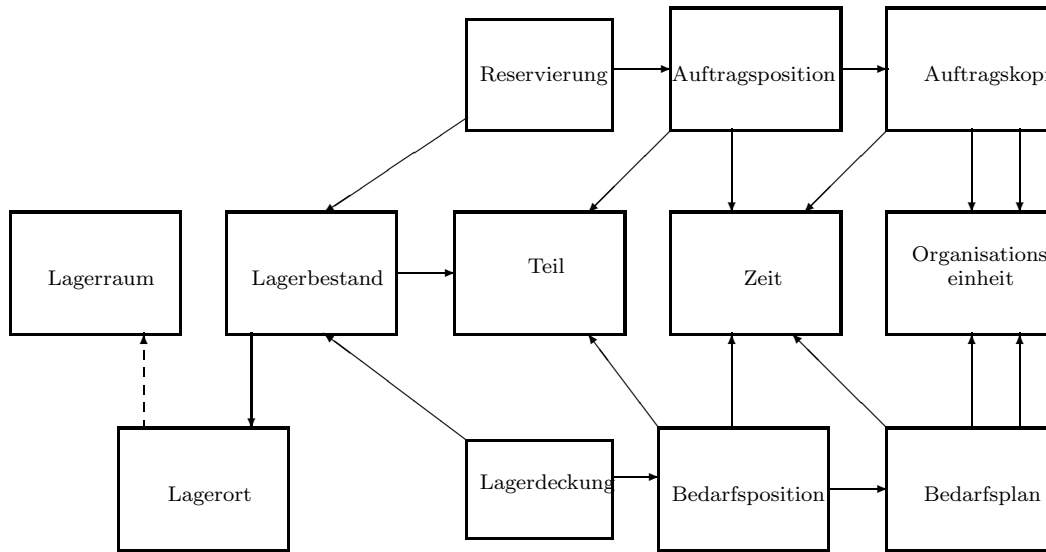 Reservierung
Auftragsposition
Auftragskopf
Lagerraum
Lagerbestand
Teil
Zeit
Organisations
einheit
Lagerort
Lagerdeckung
Bedarfsposition
Bedarfsplan